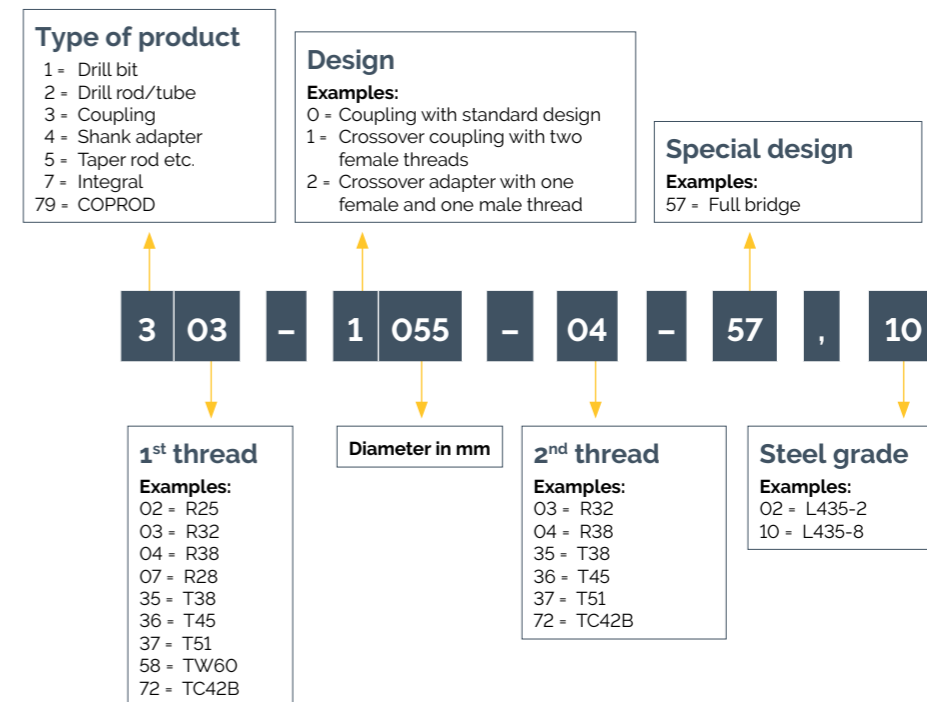 Type of product
1 = Drill bit
2 = Drill rod/tube
3 = Coupling
4 = Shank adapter
5 = Taper rod etc.
7 = Integral
79 = COPROD
Design
Examples:
0 = Coupling with standard design
1 = Crossover coupling with two
female threads
2 = Crossover adapter with one
female and one male thread
Special design
Examples:
57 = Full bridge
3 03 – 1 055 – 04 – 57 , 10
1st thread
Examples:
02 = R25
03 = R32
04 = R38
07 = R28
35 = T38
36 = T45
37 = T51
58 = TW60
72 = TC42B
Diameter in mm
2nd thread
Examples:
03 = R32
04 = R38
35 = T38
36 = T45
37 = T51
72 = TC42B
Steel grade
Examples:
02 = L435-2
10 = L435-8